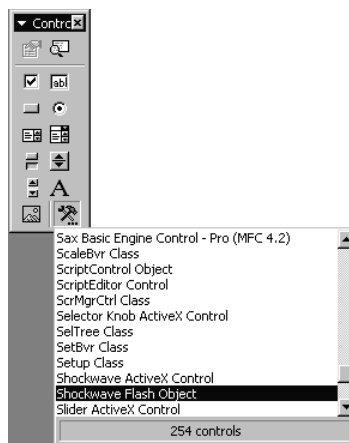 Contro
abl
A
Sax Basic Engine Control - Pro (MFC 4.2)
ScaleBvr Class
ScriptControl Object
ScriptEditor Control
ScrMgrCtrl Class
Selector Knob ActiveX Control
SelTree Class
SetBvr Class
Setup Class
Shockwave ActiveX Control
Shockwave Flash Object
Slider ActiveX Control
254 controls